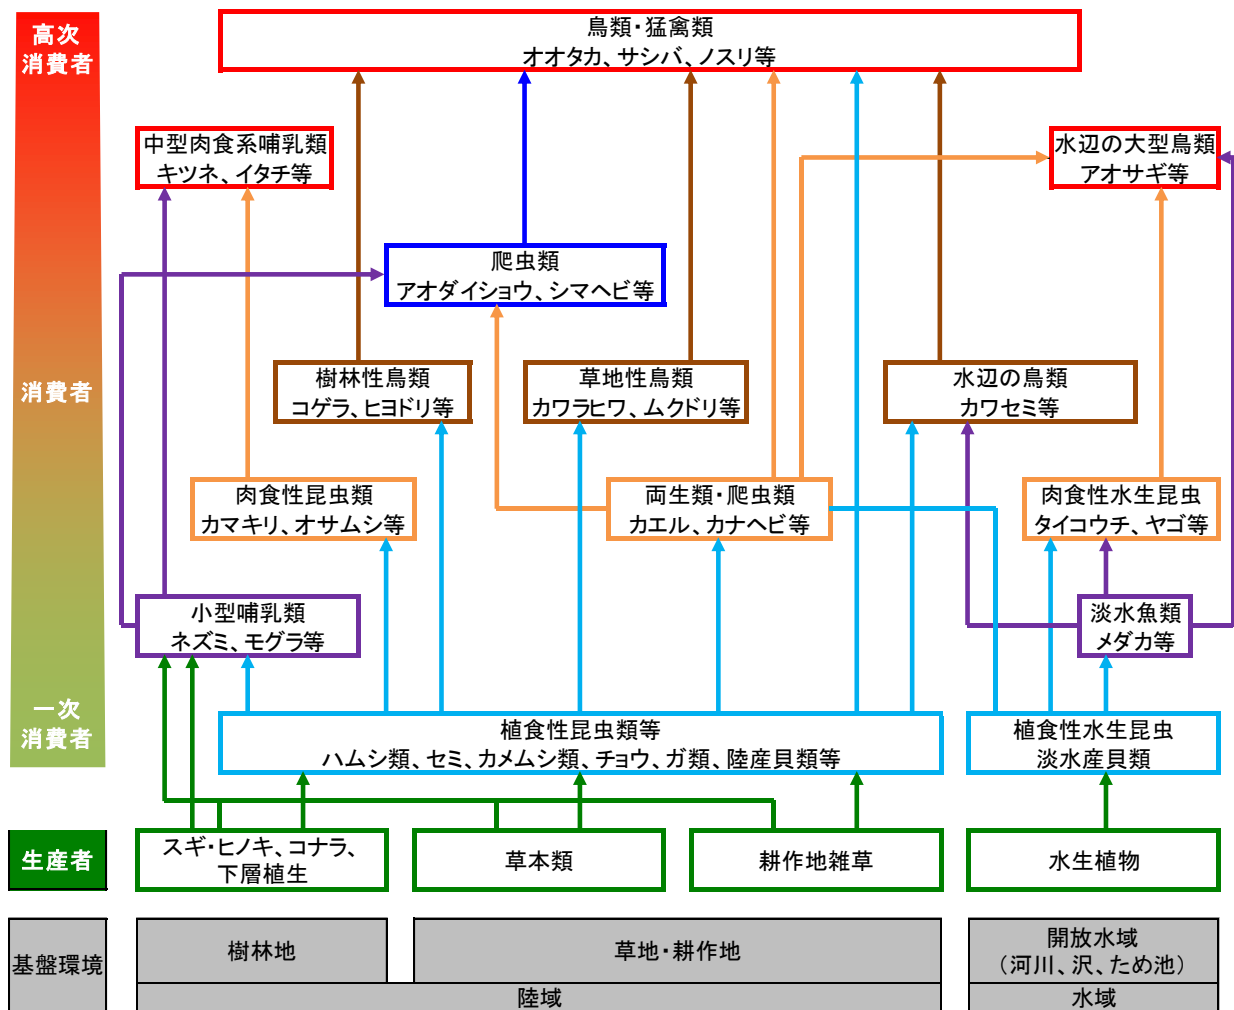 高次
消費者
鳥類・猛禽類
オオタカ、サシバ、ノスリ等
中型肉食系哺乳類
キツネ、イタチ等
水辺の大型鳥類
アオサギ等
爬虫類
アオダイショウ、シマヘビ等
消費者
樹林性鳥類
コゲラ、ヒヨドリ等
草地性鳥類
カワラヒワ、ムクドリ等
水辺の鳥類
カワセミ等
肉食性昆虫類
カマキリ、オサムシ等
両生類・爬虫類
カエル、カナヘビ等
肉食性水生昆虫
タイコウチ、ヤゴ等
小型哺乳類
ネズミ、モグラ等
淡水魚類
メダカ等
一次
消費者
植食性昆虫類等
ハムシ類、セミ、カメムシ類、チョウ、ガ類、陸産貝類等
植食性水生昆虫
淡水産貝類
生産者
スギ・ヒノキ、コナラ、
下層植生
草本類
耕作地雑草
水生植物
基盤環境
樹林地
草地・耕作地
開放水域
（河川、沢、ため池）
陸域
水域